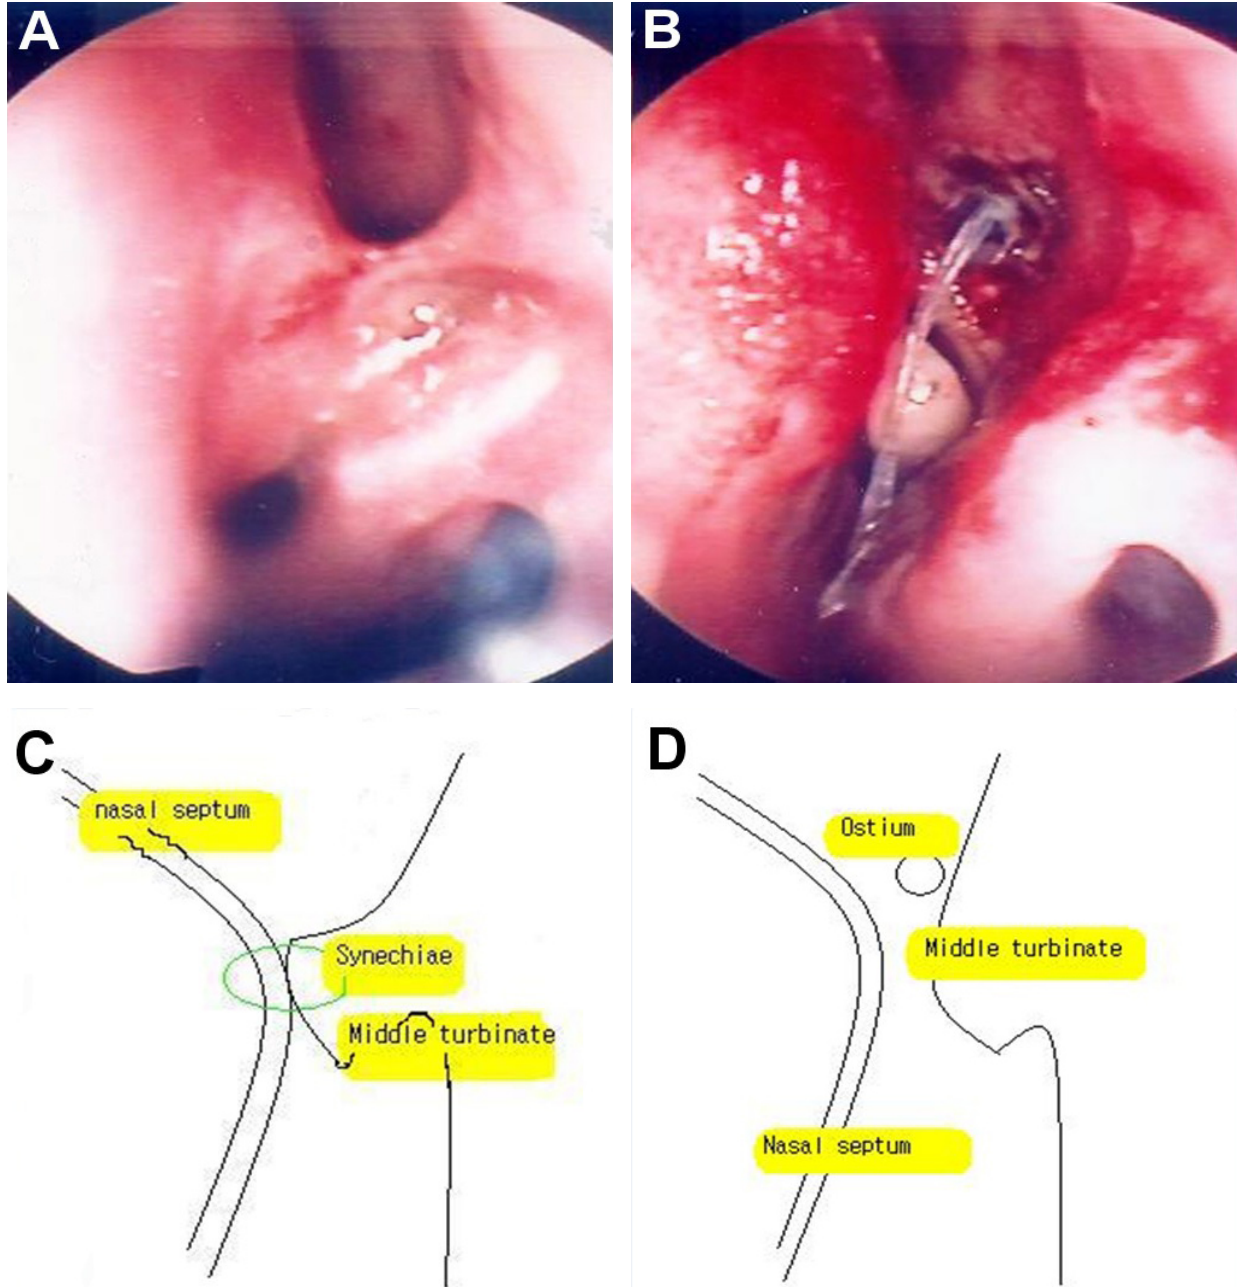 A
B
C
nasal septum
Synechiae
Middle turbinate
D
Ostium
Middle turbinate
Nasal septum